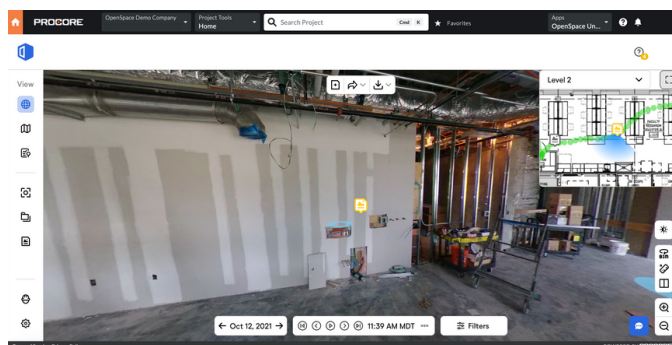 PROCORE
OpenSpace Demo Company
Project Tools
Home
Search Project
Cmd K
Favorites
Apps
OpenSpace Un...
View
Level 2
BIM
Oct 12, 2021
11:39 AM MDT
Filters